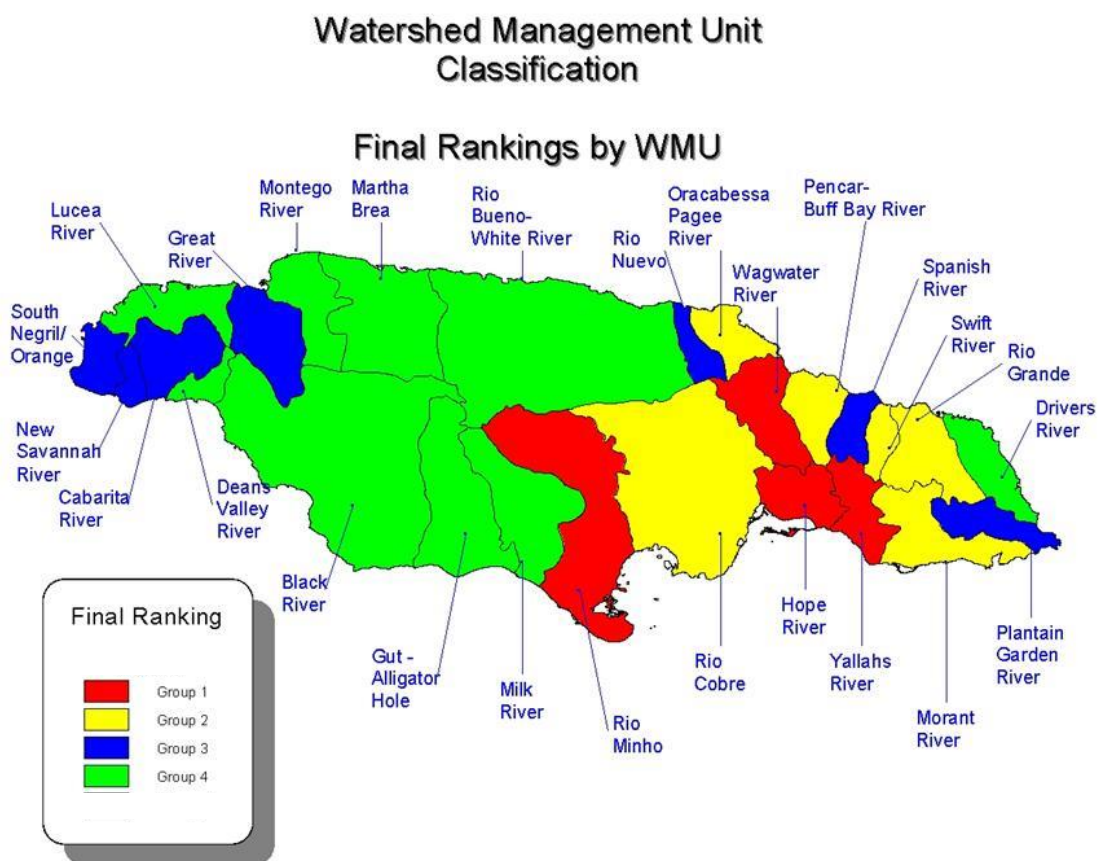 Watershed Management Unit
Classification
Final Rankings by WMU
Lucea
River
Great
River
Montego
River
Martha
Brea
Rio
Bueno-
White River
Rio
Nuevo
Oracabessa
Pagee
River
Wagwater
River
Pencar-
Buff Bay River
Spanish
River
Swift
River
Rio
Grande
Drivers
River
South
Negril/
Orange
New
Savannah
River
Cabarita
River
Deans
Valley
River
Black
River
Gut -
Alligator
Hole
Milk
River
Rio
Minho
Rio
Cobre
Hope
River
Yallahs
River
Morant
River
Plantain
Garden
River
Final Ranking
Group 1
Group 2
Group 3
Group 4